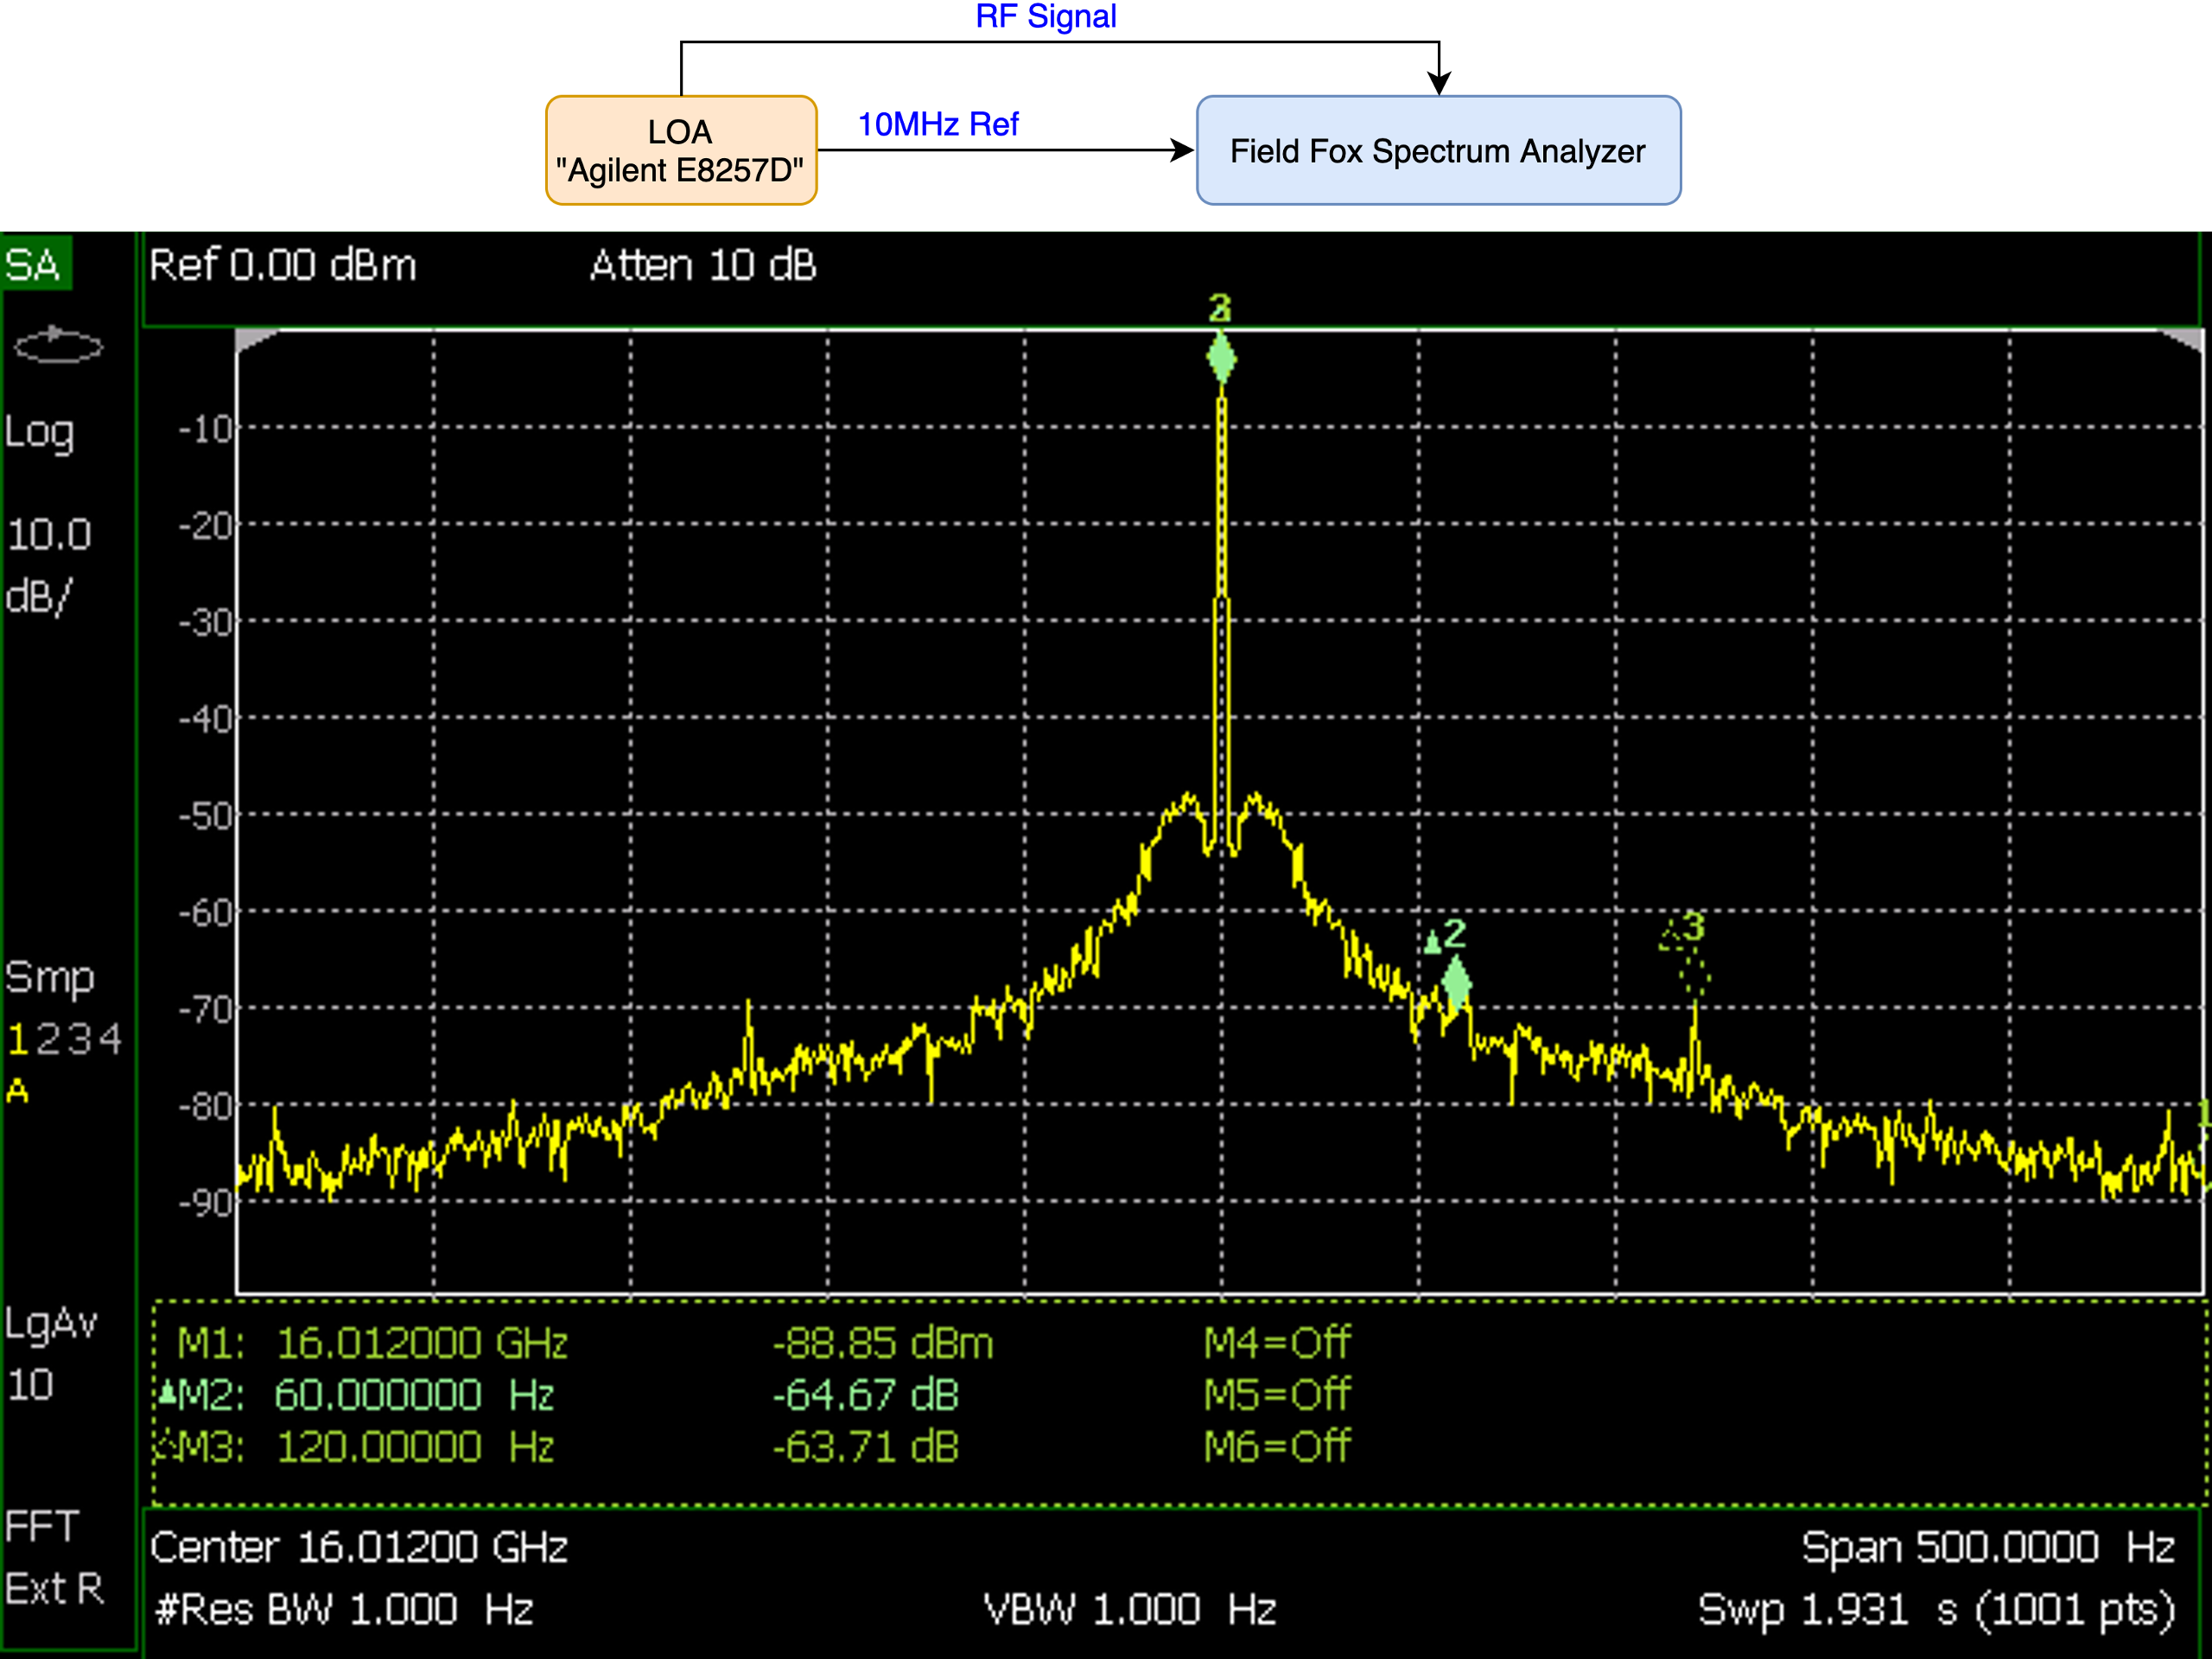 RF Signal
LOA
"Agilent E8257D"
10MHz Ref
Field Fox Spectrum Analyzer
SA
Ref 0.00 dBm
Atten 10 dB
Log
10.0
dB/
Smp
1 2 3 4
A
LgAv
10
FFT
Ext R
3
-10
-20
-30
-40
-50
-60
-70
-80
-90
2
3
1
M1: 16.012000 GHz -88.85 dBm M4=Off
M2: 60.000000 Hz -64.67 dB M5=Off
M3: 120.00000 Hz -63.71 dB M6=Off
Center 16.01200 GHz
Span 500.0000 Hz
#Res BW 1.000 Hz
VBW 1.000 Hz
Swp 1.931 s (1001 pts)